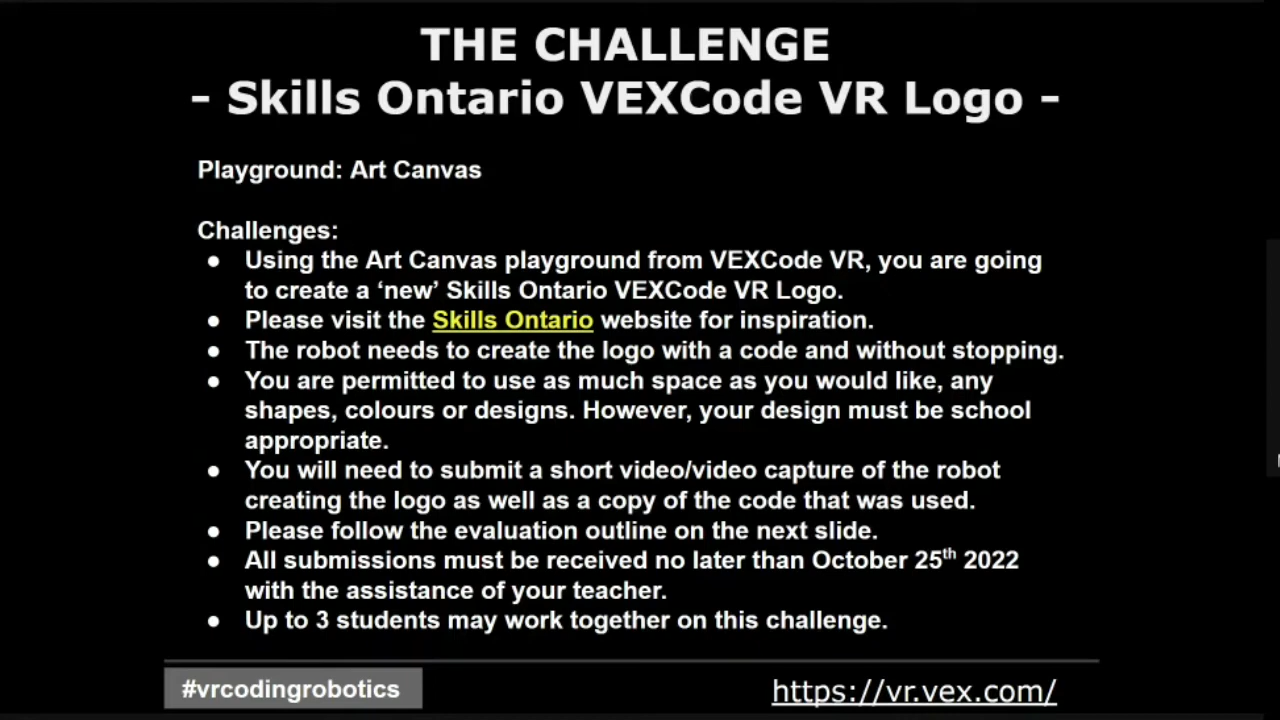 THE CHALLENGE
- Skills Ontario VEXCode VR Logo -
Playground: Art Canvas
Challenges:
● Using the Art Canvas playground from VEXCode VR, you are going
to create a ‘new’ Skills Ontario VEXCode VR Logo.
● Please visit the Skills Ontario website for inspiration.
● The robot needs to create the logo with a code and without stopping.
● You are permitted to use as much space as you would like, any
shapes, colours or designs. However, your design must be school
appropriate.
● You will need to submit a short video/video capture of the robot
creating the logo as well as a copy of the code that was used.
● Please follow the evaluation outline on the next slide.
● All submissions must be received no later than October 25th 2022
with the assistance of your teacher.
● Up to 3 students may work together on this challenge.
#vrcodingrobotics
https://vr.vex.com/